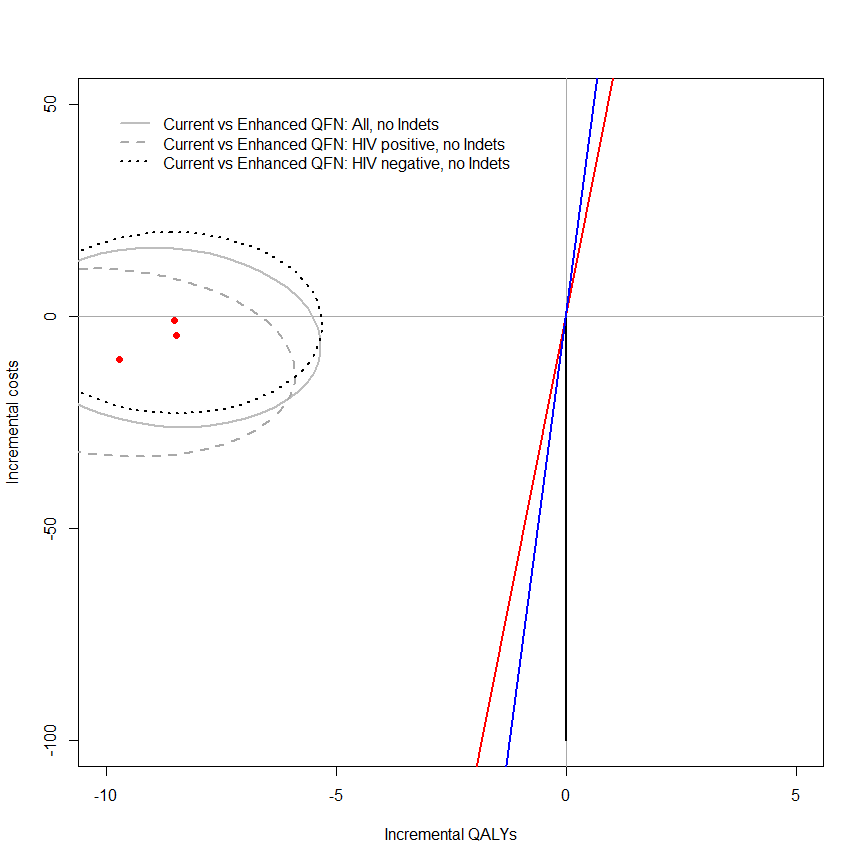 Current vs Enhanced QFN: All, no Indets
Current vs Enhanced QFN: HIV positive, no Indets
Current vs Enhanced QFN: HIV negative, no Indets
50
0
-50
-100
Incremental costs
-10
-5
0
5
Incremental QALYs